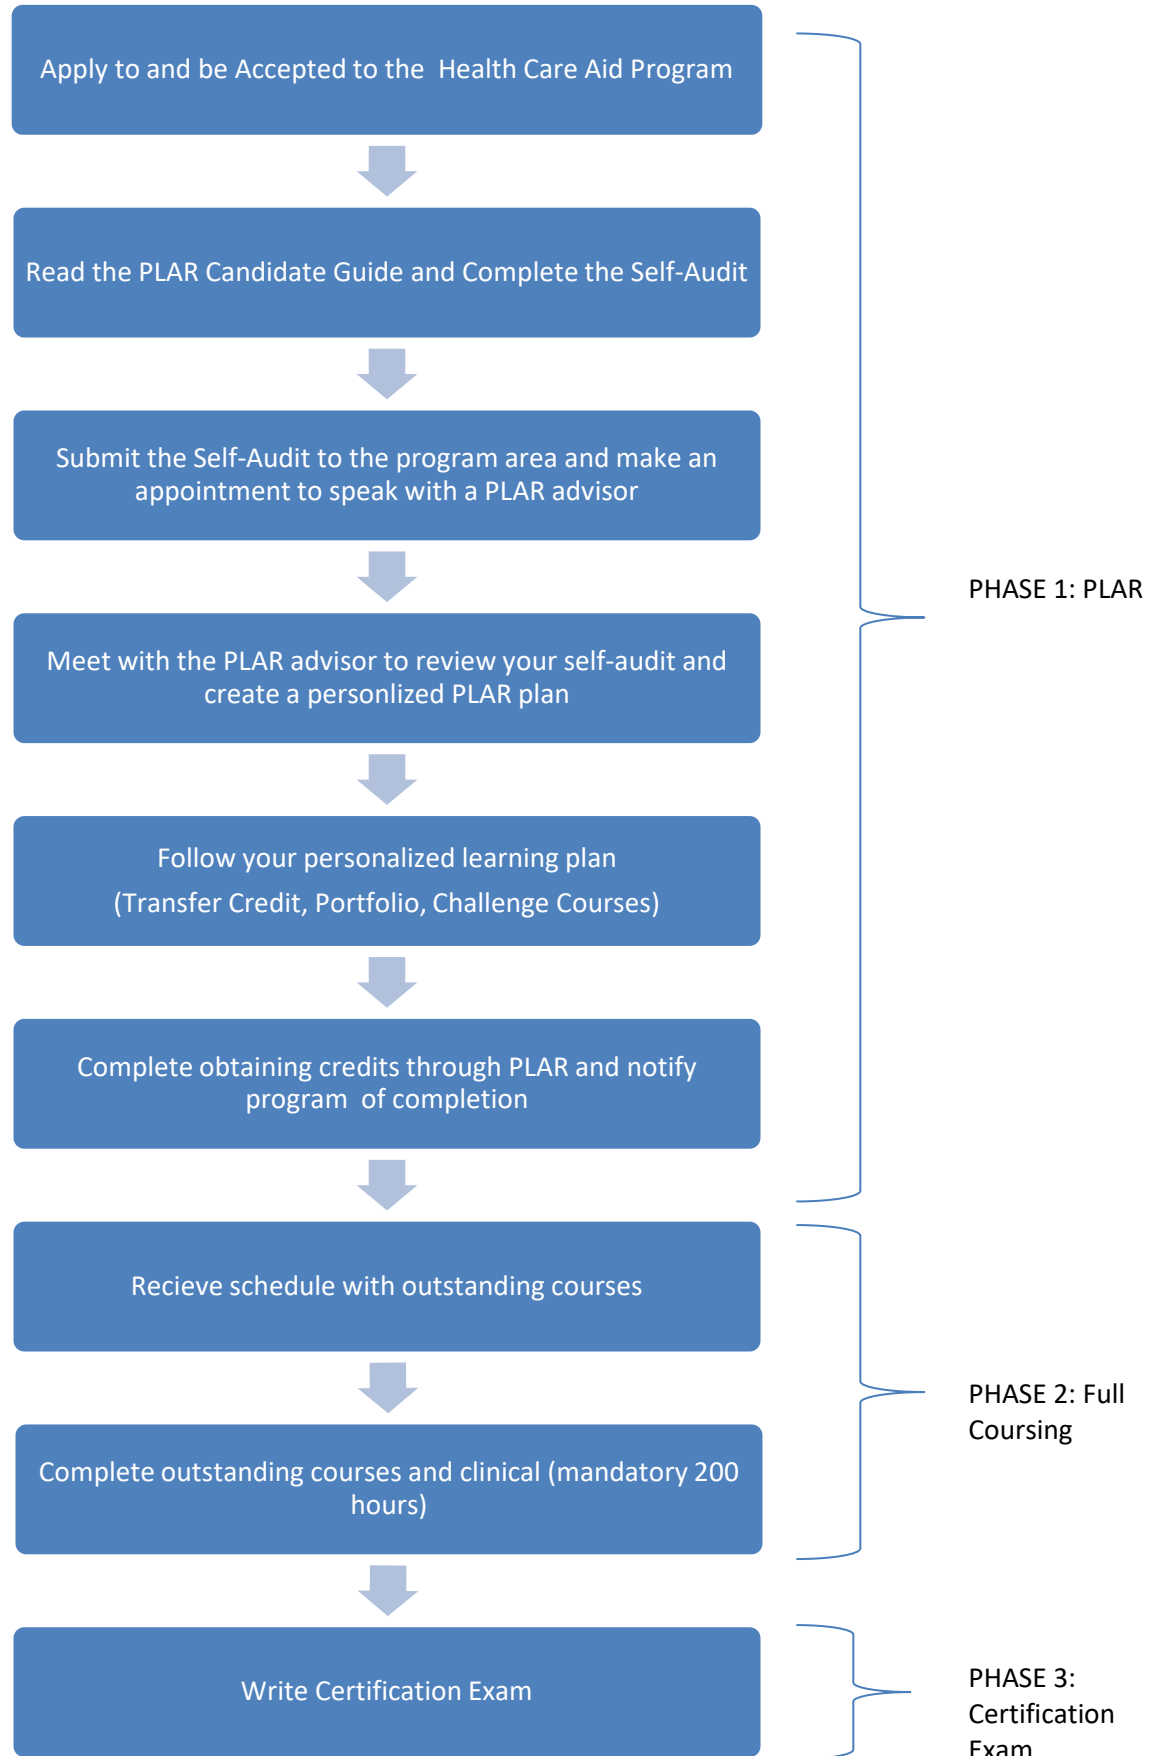 Apply to and be Accepted to the  Health Care Aid Program
Read the PLAR Candidate Guide and Complete the Self-Audit
Submit the Self-Audit to the program area and make an
appointment to speak with a PLAR advisor
Meet with the PLAR advisor to review your self-audit and
create a personlized PLAR plan
Follow your personalized learning plan
(Transfer Credit, Portfolio, Challenge Courses)
Complete obtaining credits through PLAR and notify
program  of completion
PHASE 1: PLAR
Recieve schedule with outstanding courses
Complete outstanding courses and clinical (mandatory 200
hours)
PHASE 2: Full
Coursing
Write Certification Exam
PHASE 3:
Certification
Exam